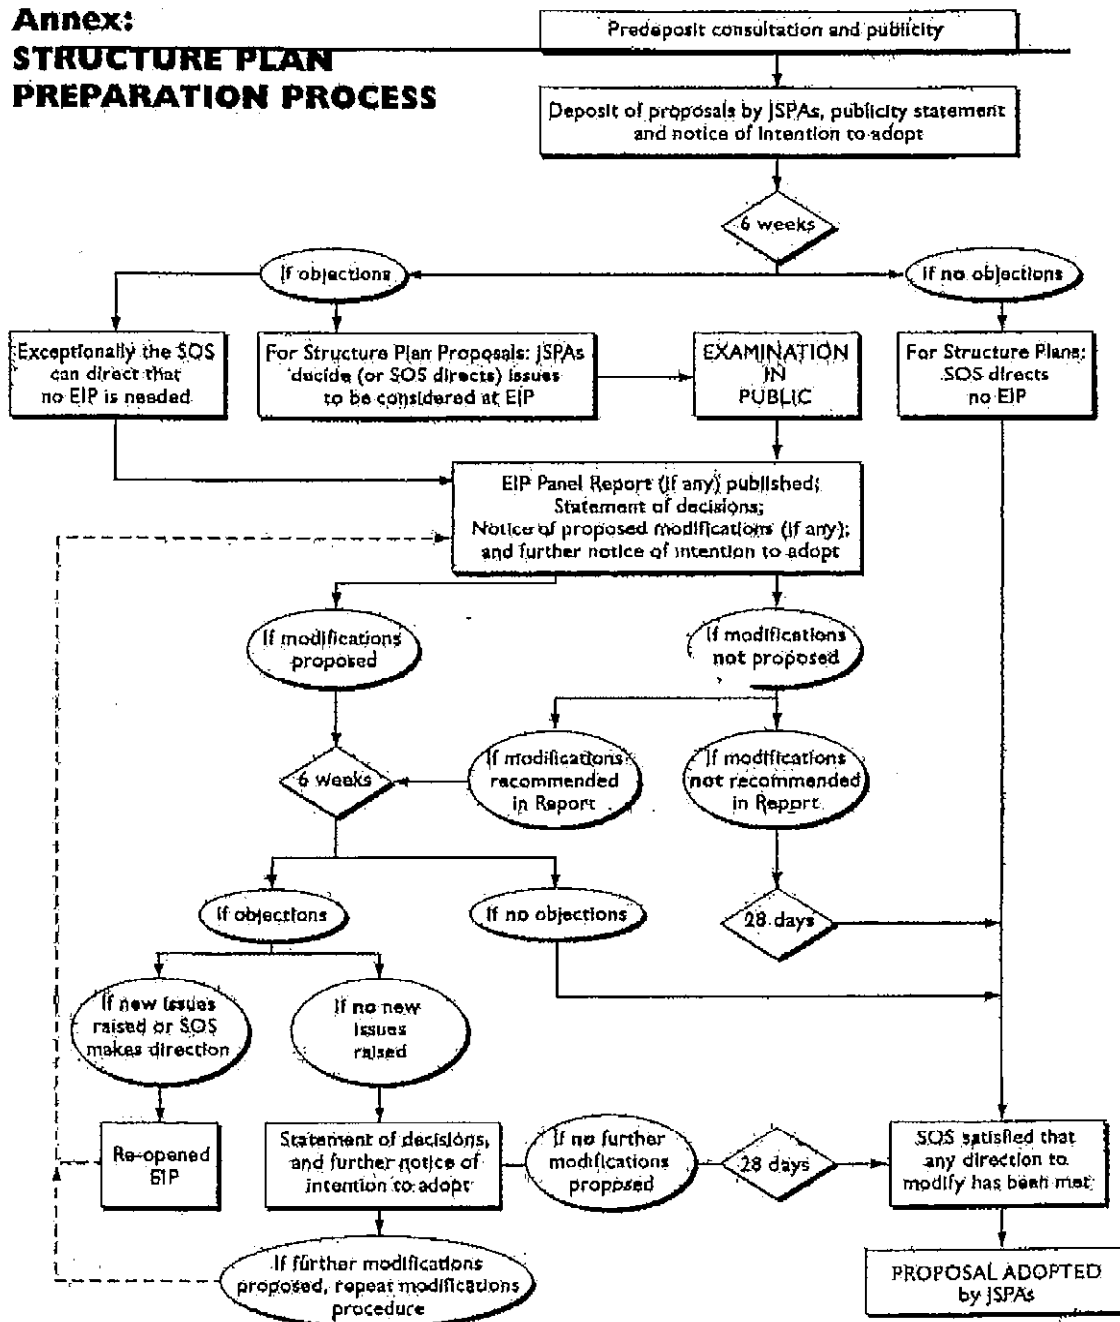 Annex:
STRUCTURE PLAN
PREPARATION PROCESS
Predeposit consultation and publicity
Deposit of proposals by JSPAs, publicity statement
and notice of intention to adopt
6 weeks
If objections
If no objections
Exceptionally the SOS
can direct that
no EIP is needed
For Structure Plan Proposals: JSPAs
decide (or SOS directs) issues
to be considered at EIP
EXAMINATION
IN
PUBLIC
For Structure Plans;
SOS directs
no EIP
EIP Panel Report (if any) published;
Statement of decisions;
Notice of proposed modifications (if any);
and further notice of intention to adopt
If modifications
proposed
If modifications
not proposed
6 weeks
If modifications
recommended
in Report
If modifications
not recommended
in Report
If objections
If no objections
28 days
If new issues
raised or SOS
makes direction
If no new
issues
raised
Re-opened
EIP
Statement of decisions,
and further notice of
intention to adopt
If no further
modifications
proposed
28 days
SOS satisfied that
any direction to
modify has been met
If further modifications
proposed, repeat modifications
procedure
PROPOSAL ADOPTED
by JSPAs